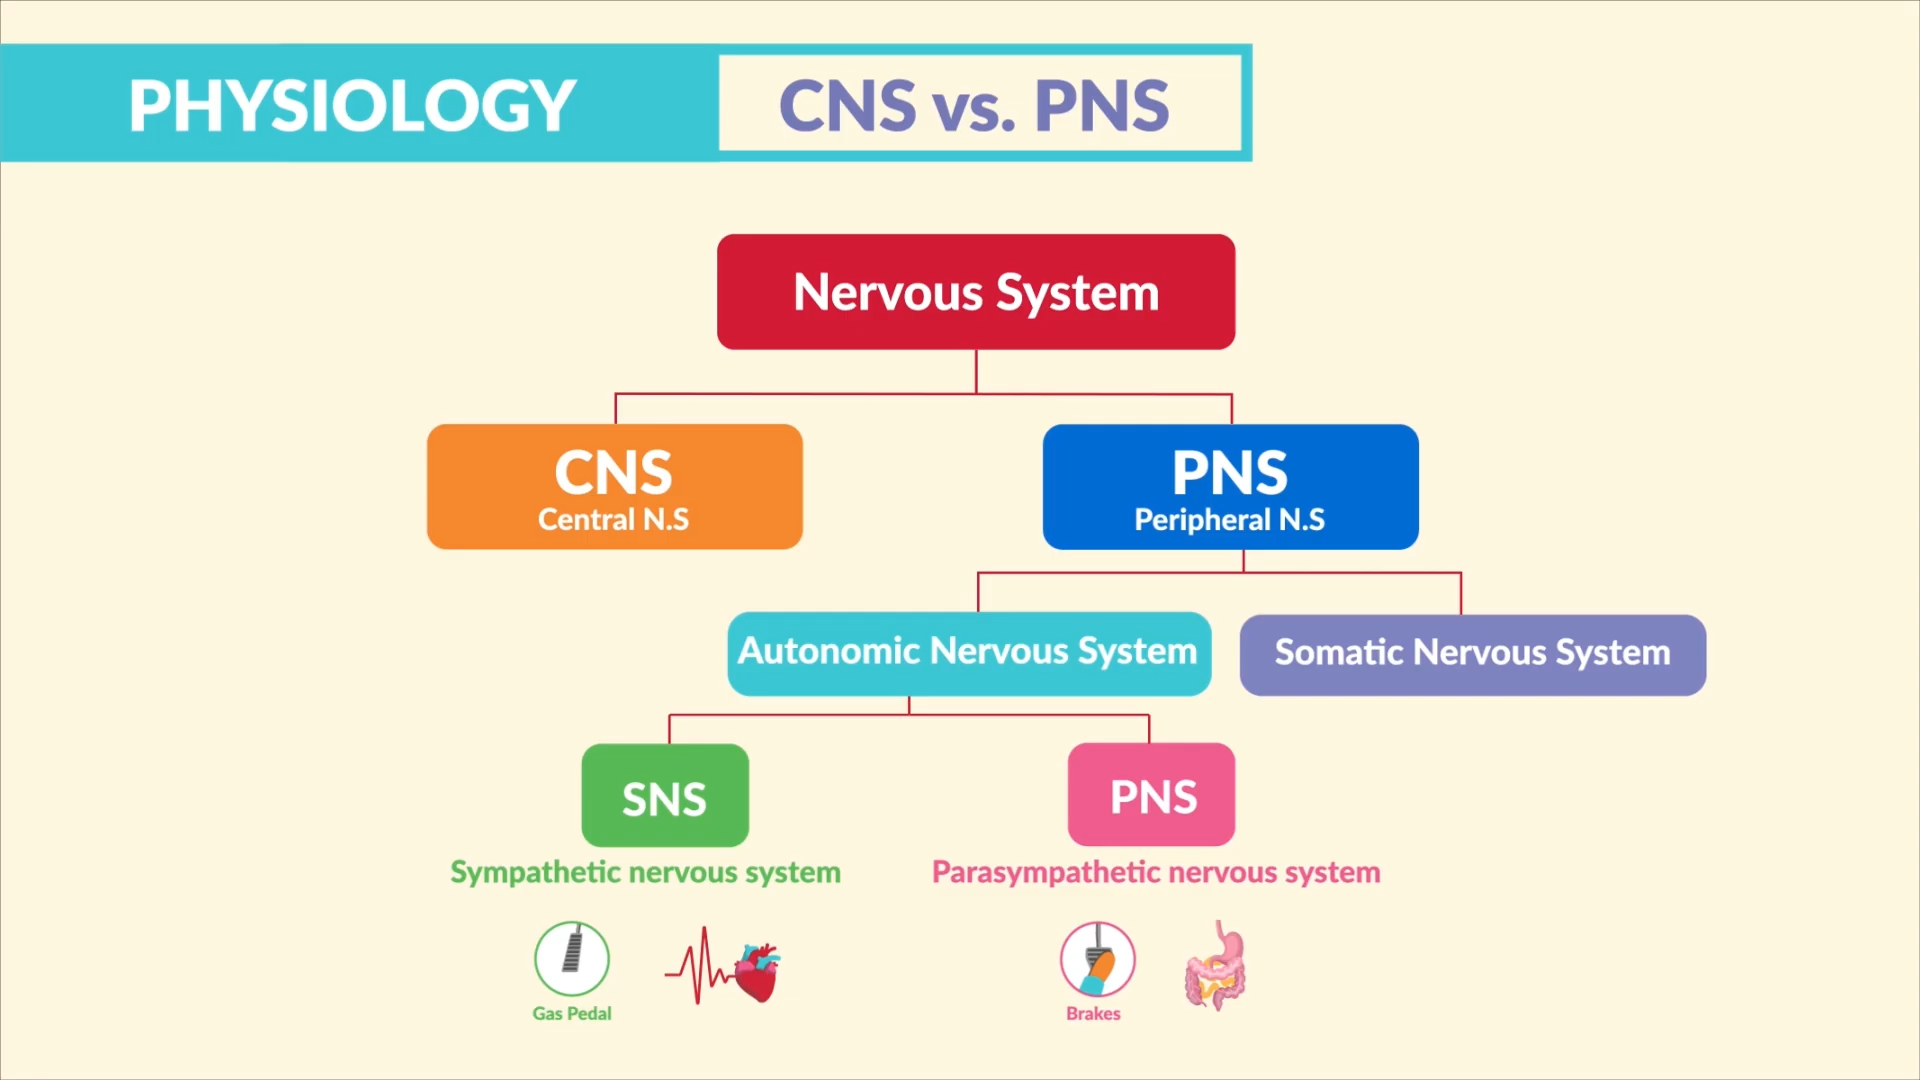 PHYSIOLOGY
CNS vs. PNS
Nervous System
CNS
Central N.S
PNS
Peripheral N.S
Autonomic Nervous System
Somatic Nervous System
SNS
Sympathetic nervous system
PNS
Parasympathetic nervous system
Gas Pedal
Brakes